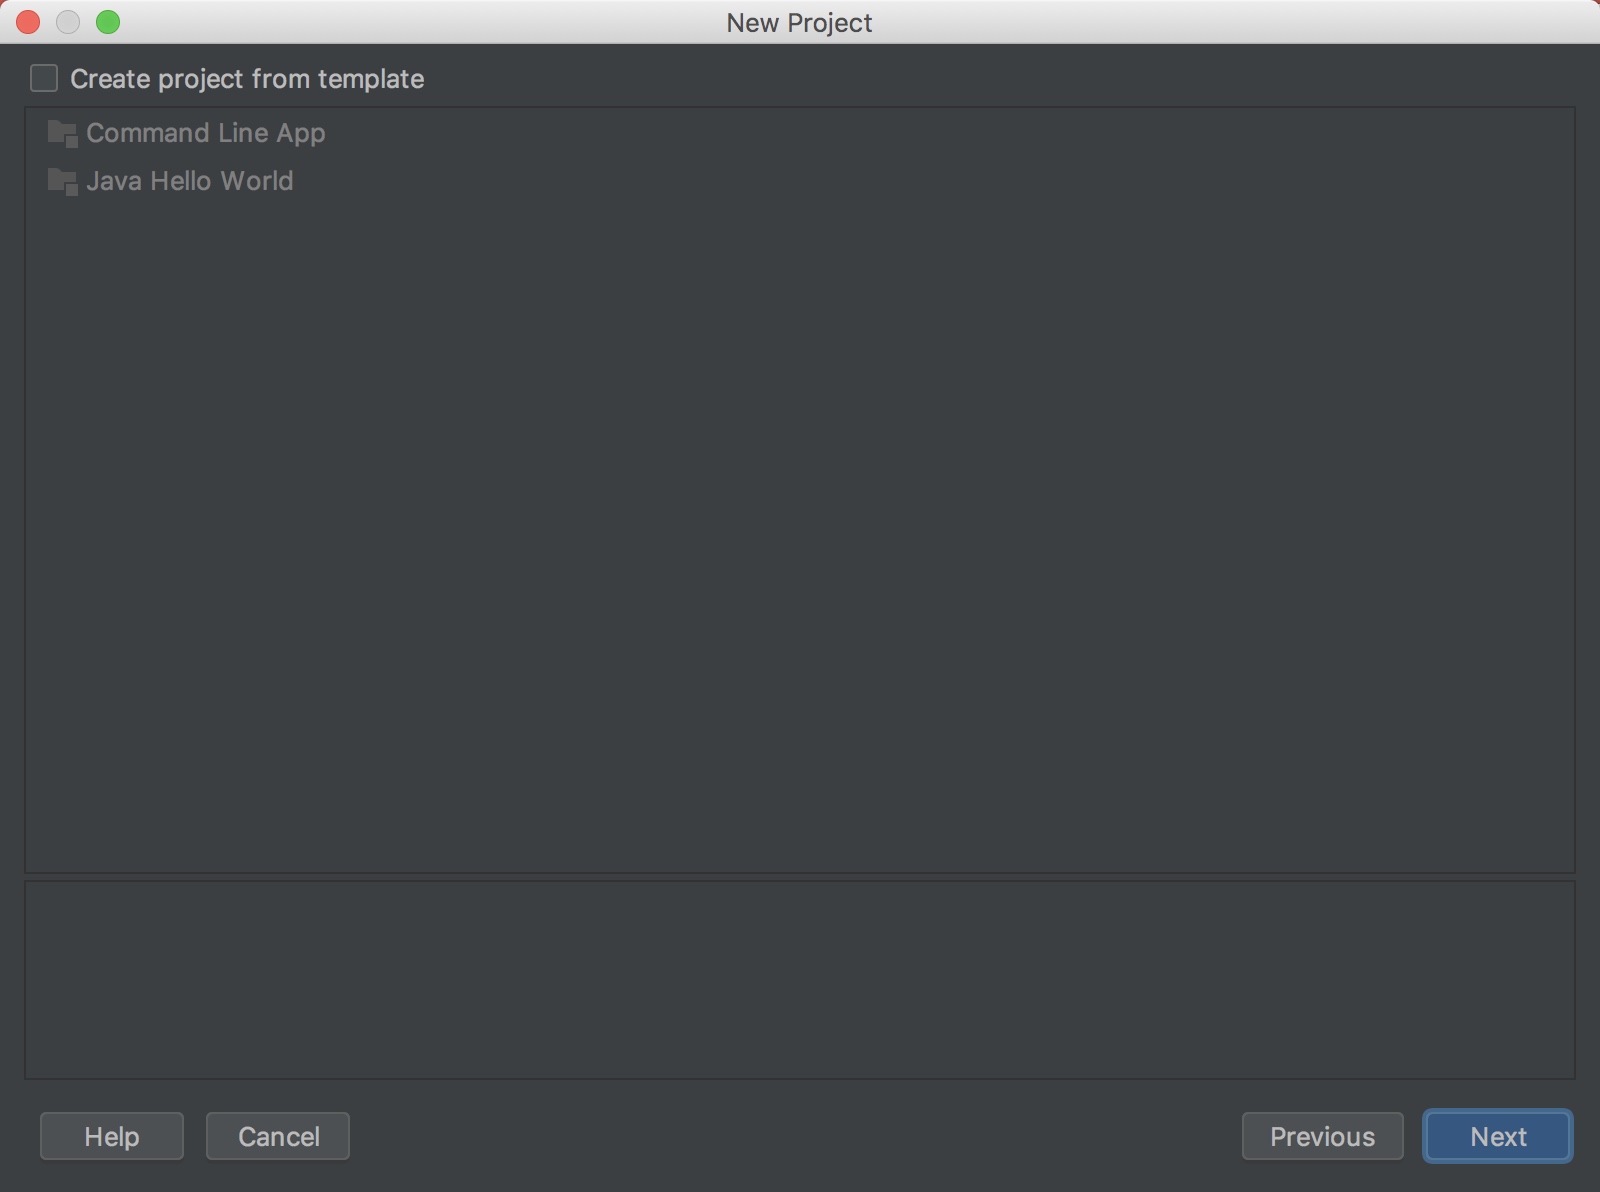 New Project
Create project from template
Command Line App
Java Hello World
Help Cancel Previous Next